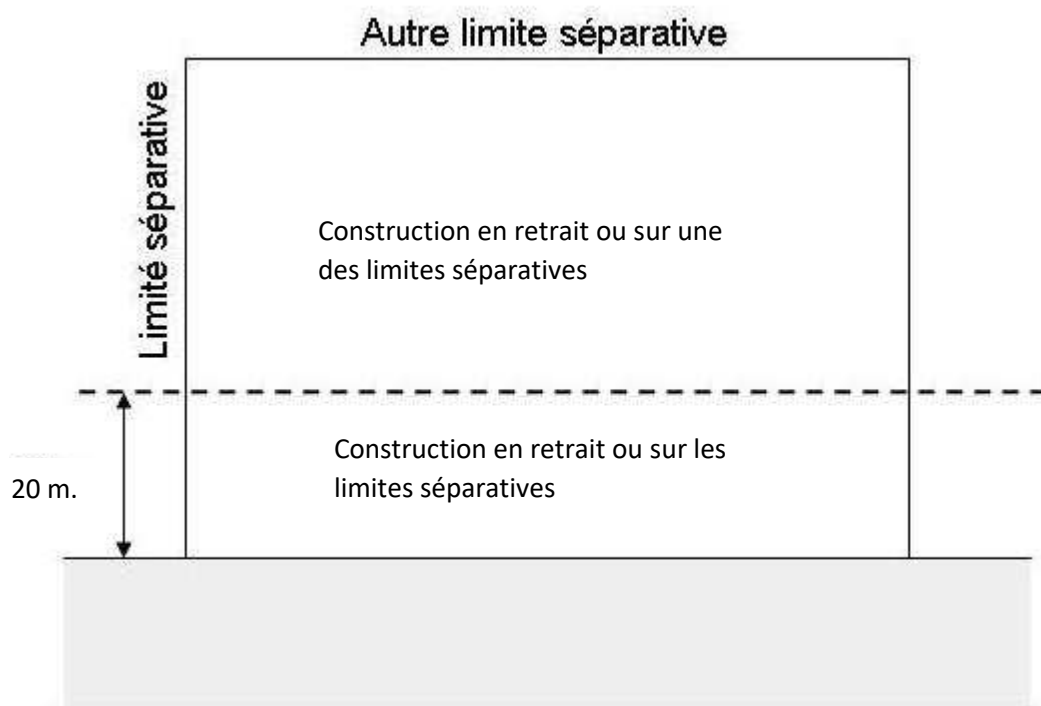 Autre limite séparative
Limité séparative
Construction en retrait ou sur une
des limites séparatives
Construction en retrait ou sur les
limites séparatives
20 m.